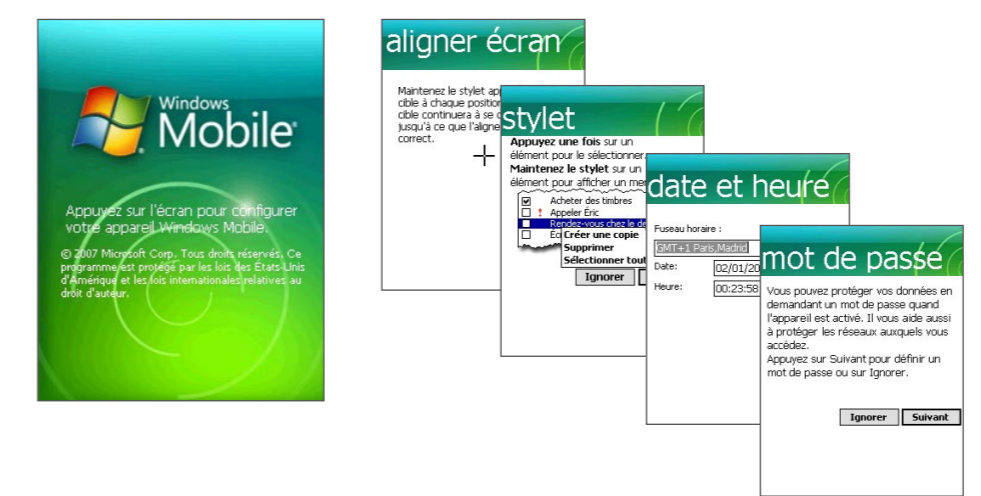 Windows
Mobile
Appuyez sur l'écran pour configurer
votre appareil Windows Mobile.
© 2007 Microsoft Corp. Tous droits réservés. Ce
programme est protégé par les lois des États-Unis
d'Amérique et les lois internationales relatives au
droit d'auteur.
aligner écran
Maintenez le stylet
cible à chaque position
cible continuera à se
jusqu'à ce que
correct.
stylet
Appuyez une fois sur un
élément pour le sélectionner.
Maintenez le stylet sur un
élément pour afficher un
Acheter des timbres
! Appeler Éric
Rendez-vous chez le
Créer une copie
Supprimer
Sélectionner tout
Ignorer
date et heure
Fuseau horaire :
GMT+1 Paris,Madrid
Date:
02/01/20
Heure:
00:23:58
mot de passe
Vous pouvez protéger vos données en
demandant un mot de passe quand
l'appareil est activé. Il vous aide aussi
à protéger les réseaux auxquels vous
accédez.
Appuyez sur Suivant pour définir un
mot de passe ou sur Ignorer.
Ignorer Suivant